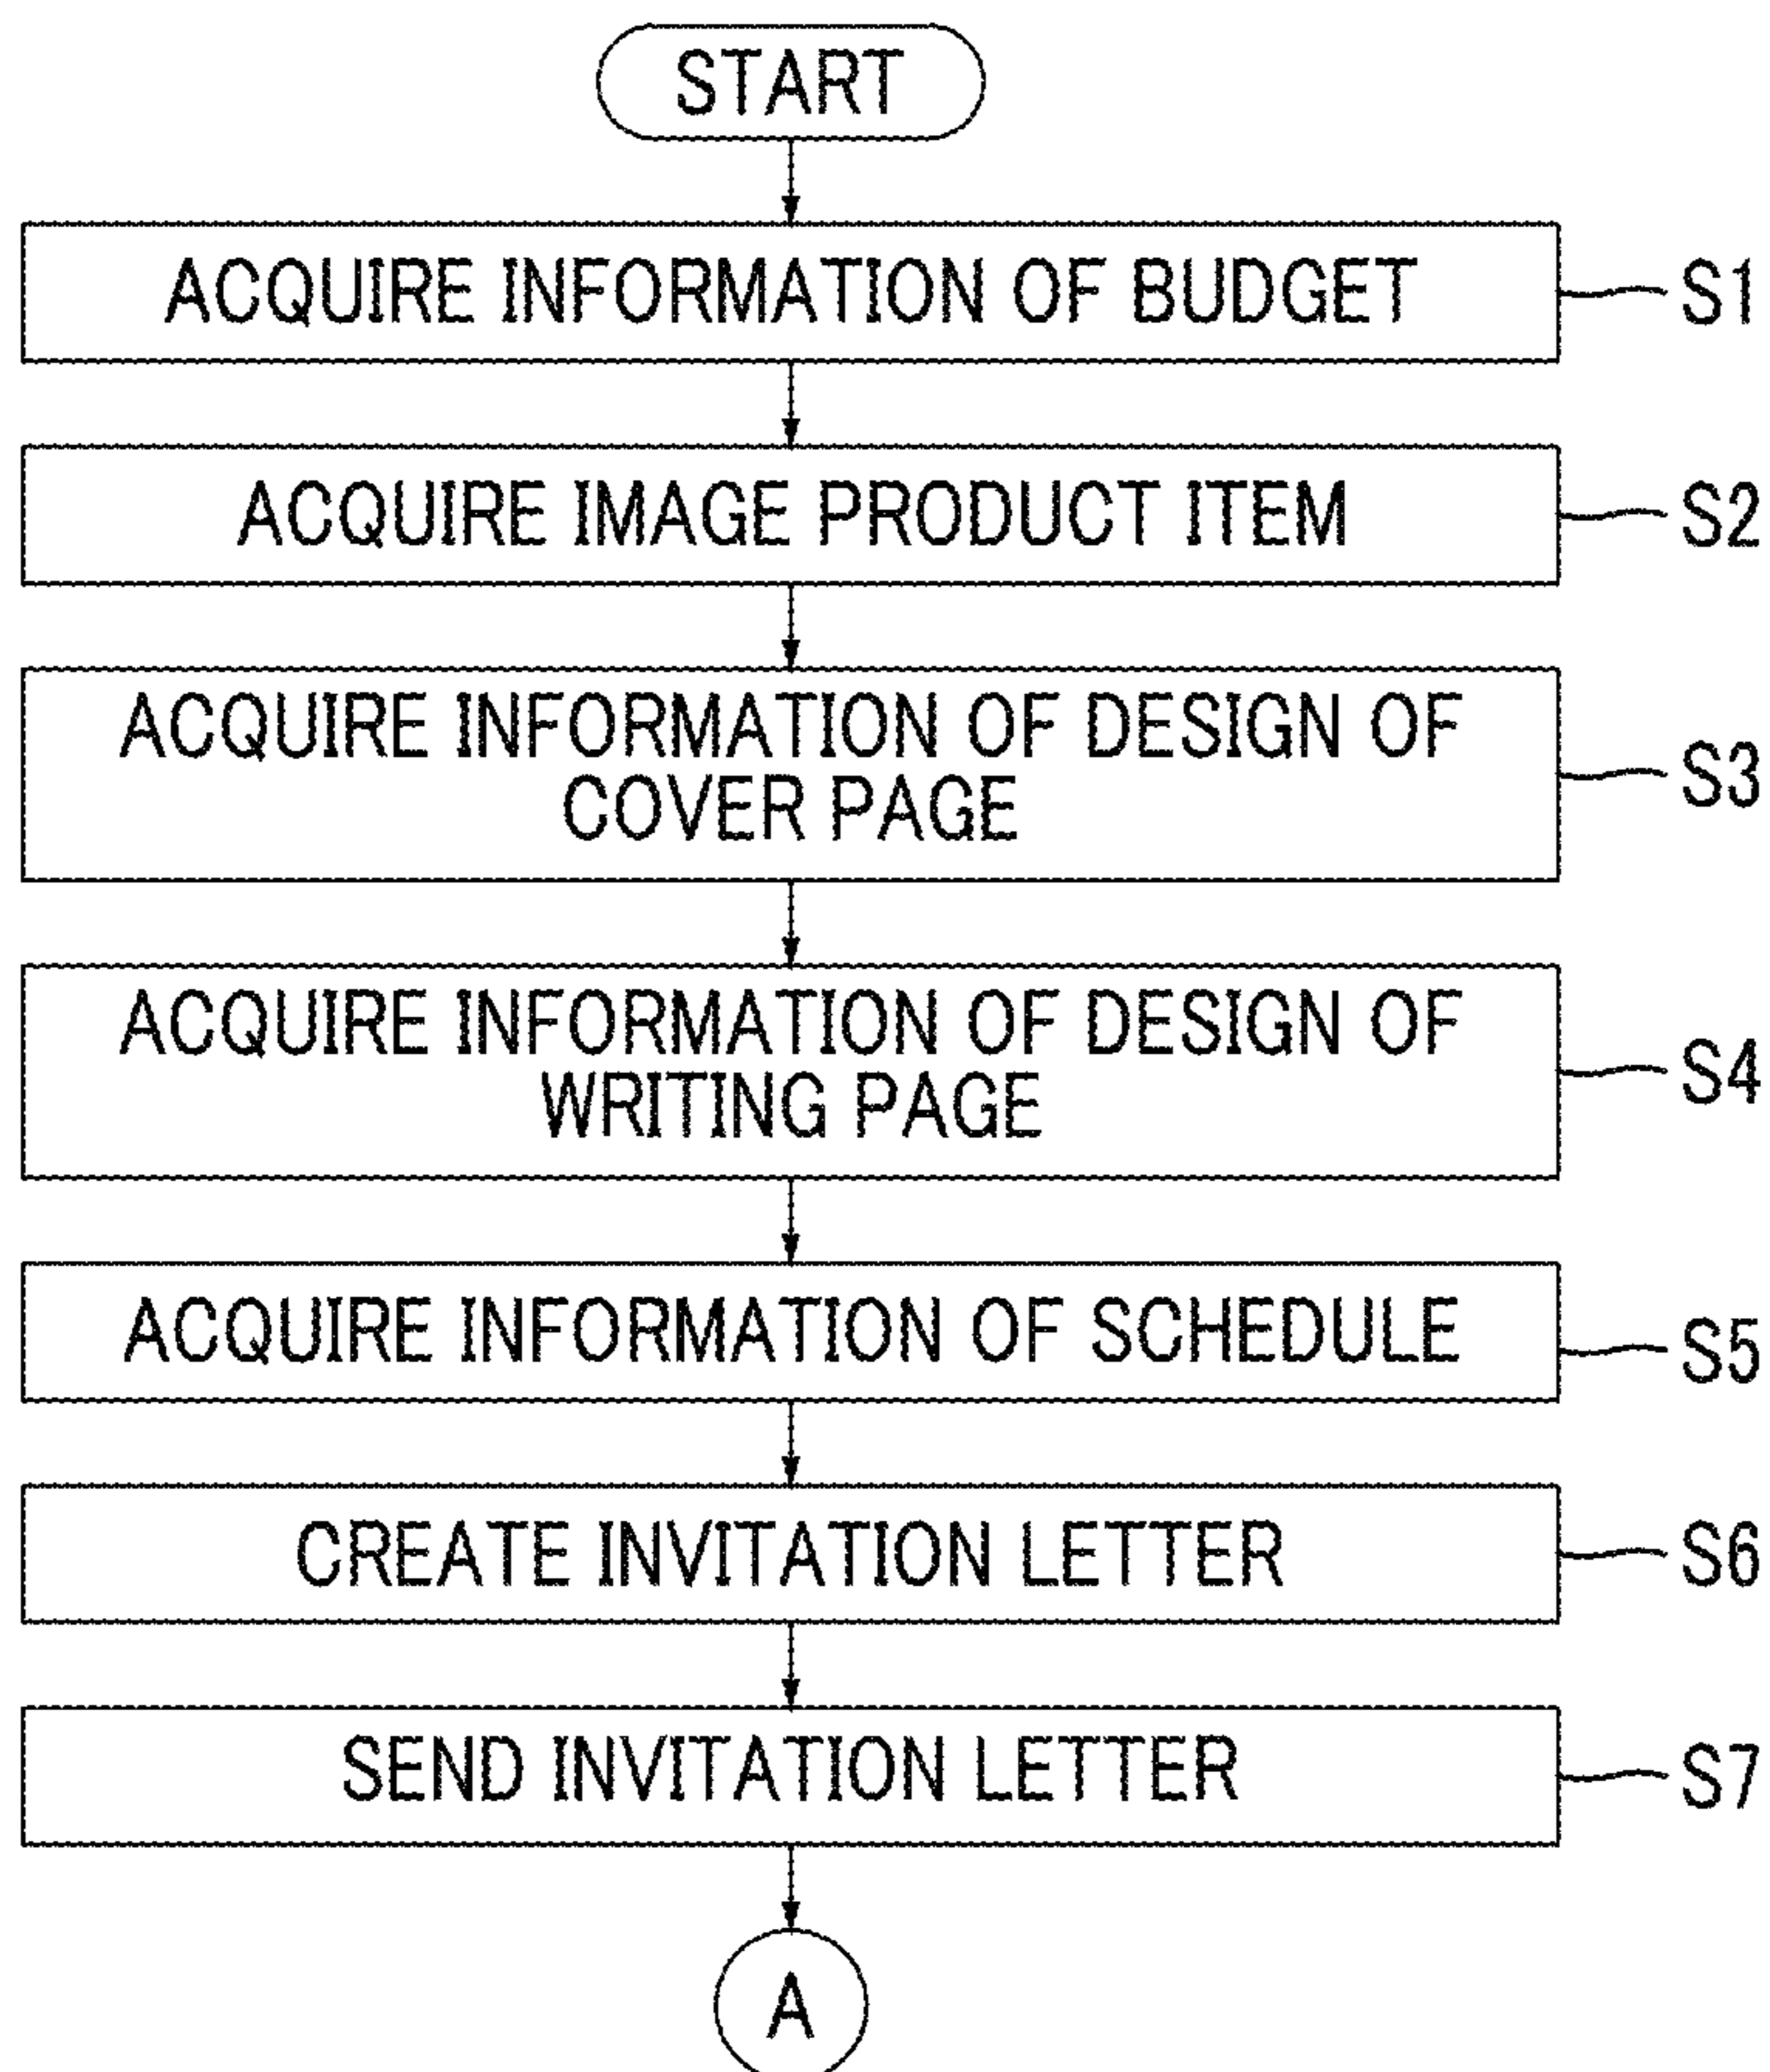 START
ACQUIRE INFORMATION OF BUDGET
S1
ACQUIRE IMAGE PRODUCT ITEM
S2
ACQUIRE INFORMATION OF DESIGN OF
COVER PAGE
S3
ACQUIRE INFORMATION OF DESIGN OF
WRITING PAGE
S4
ACQUIRE INFORMATION OF SCHEDULE
S5
CREATE INVITATION LETTER
S6
SEND INVITATION LETTER
S7
A